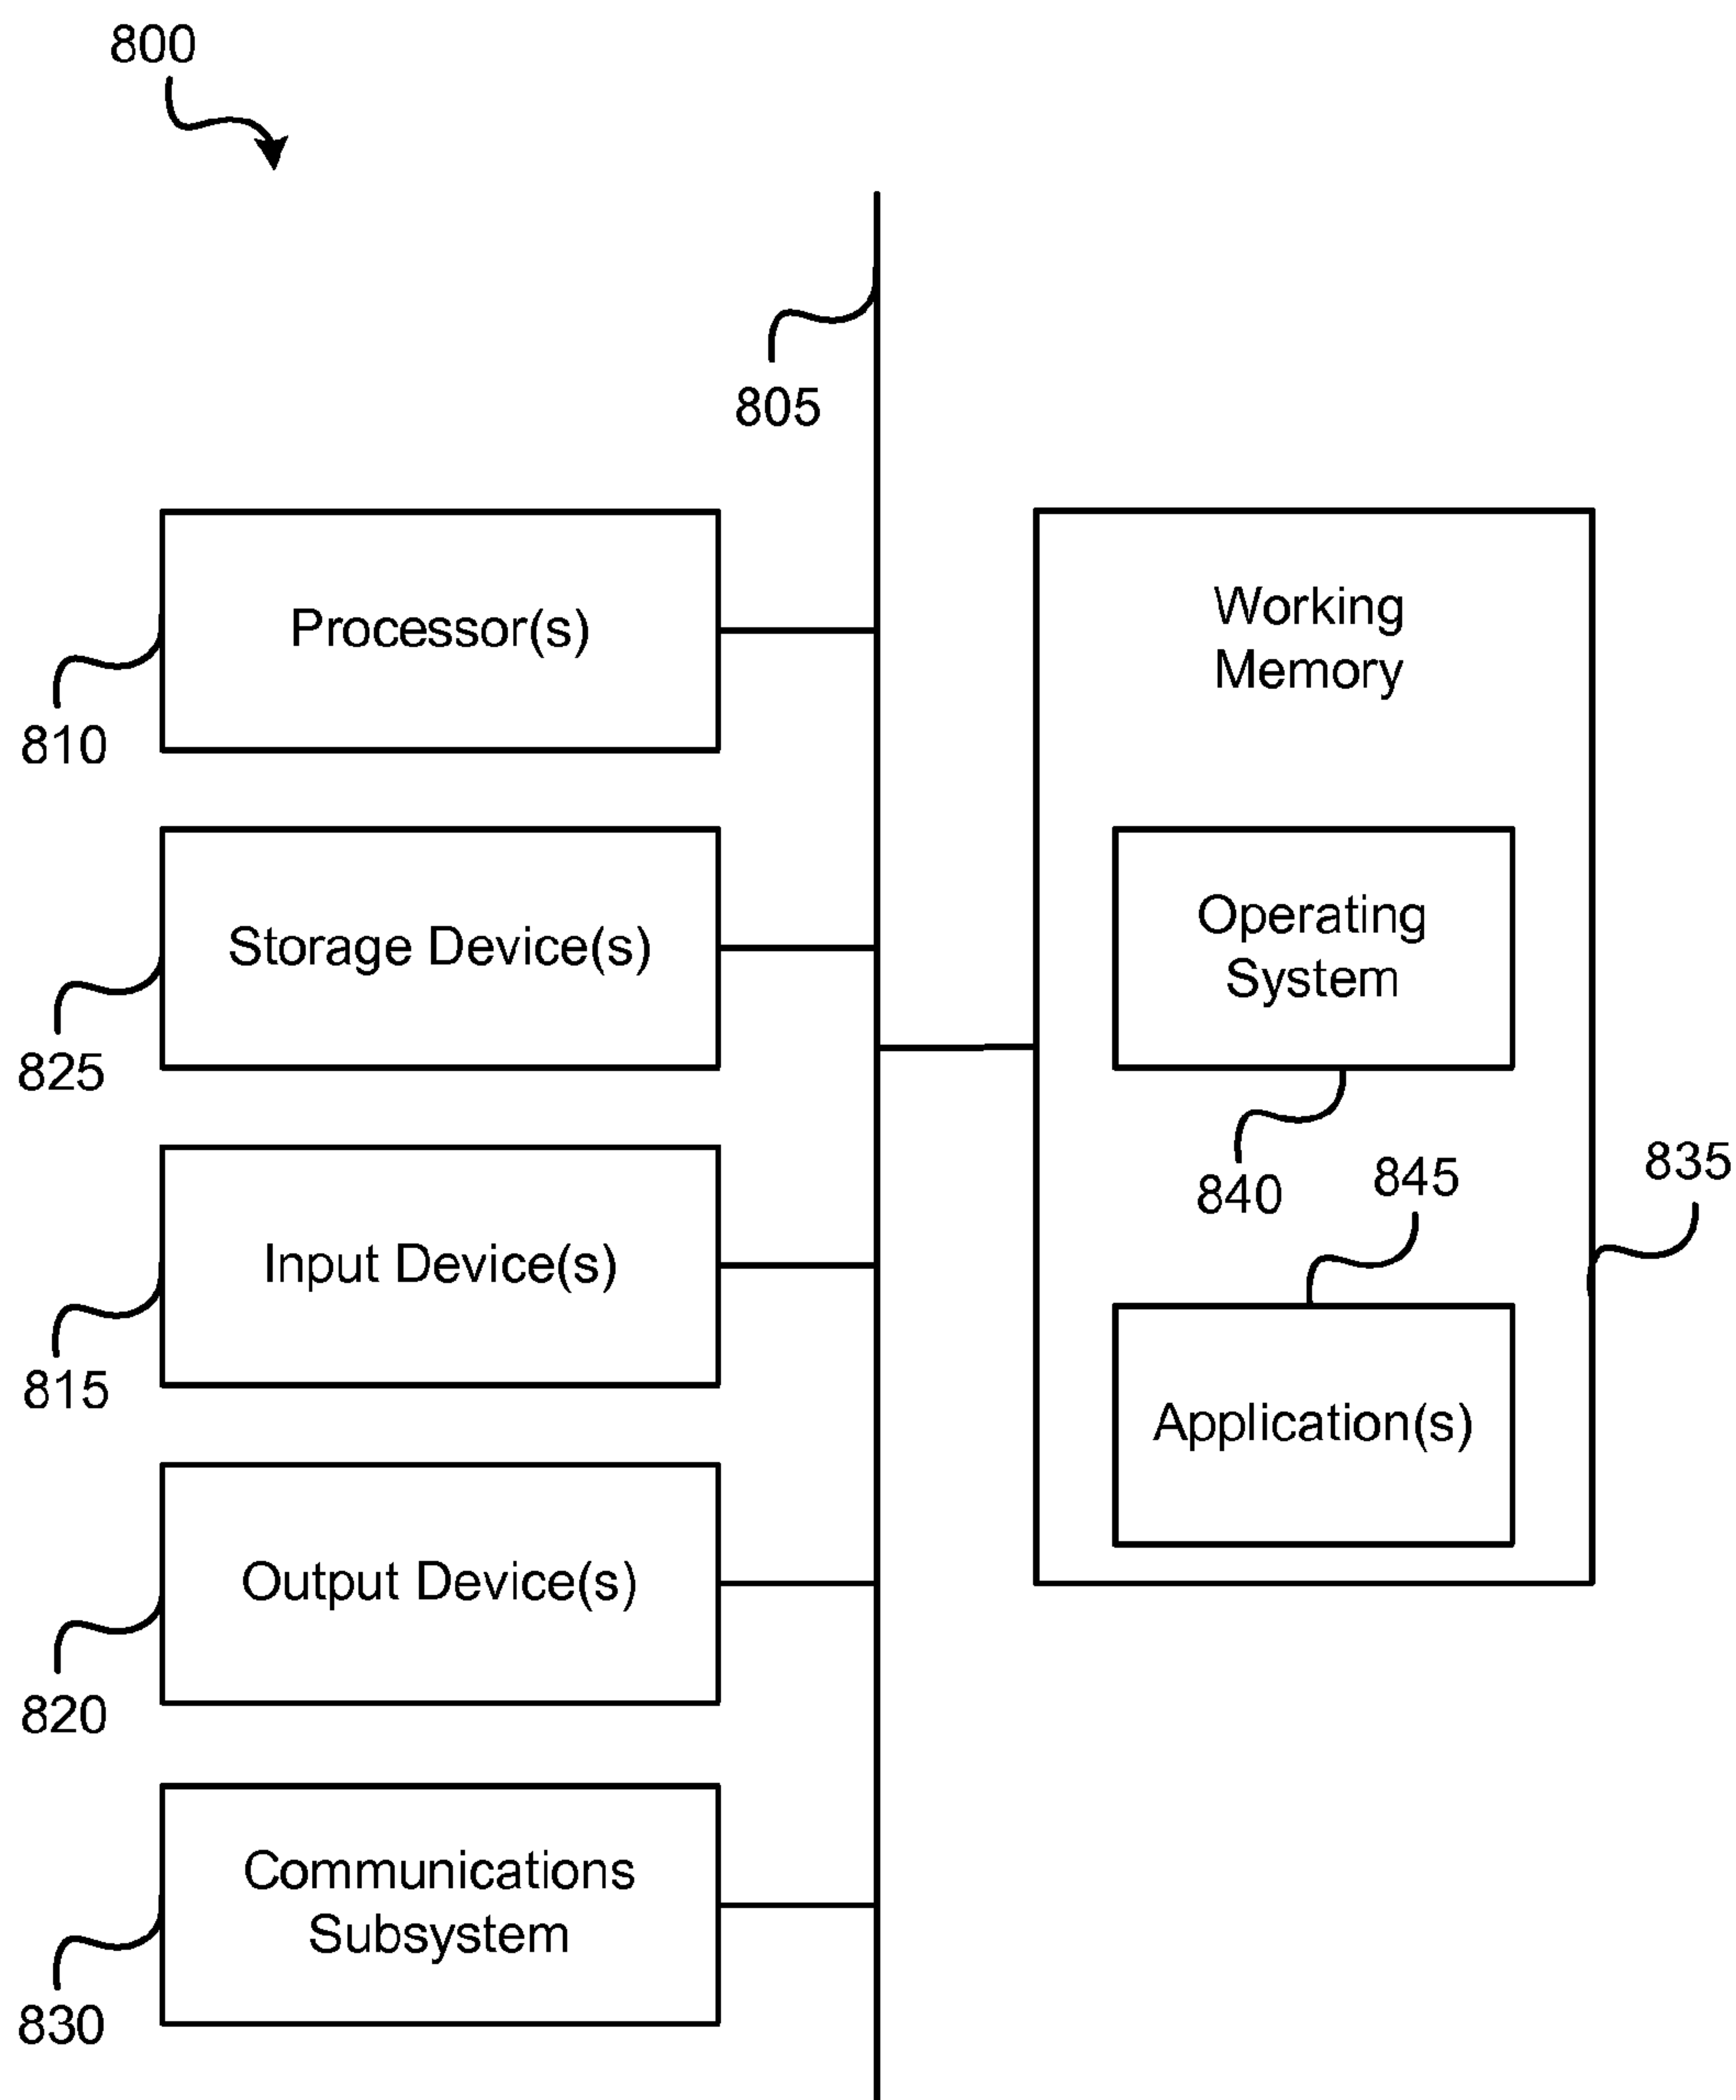 800
805
Processor(s)
810
Storage Device(s)
825
Input Device(s)
815
Output Device(s)
820
Communications
Subsystem
830
Working
Memory
Operating
System
840
845
835
Application(s)